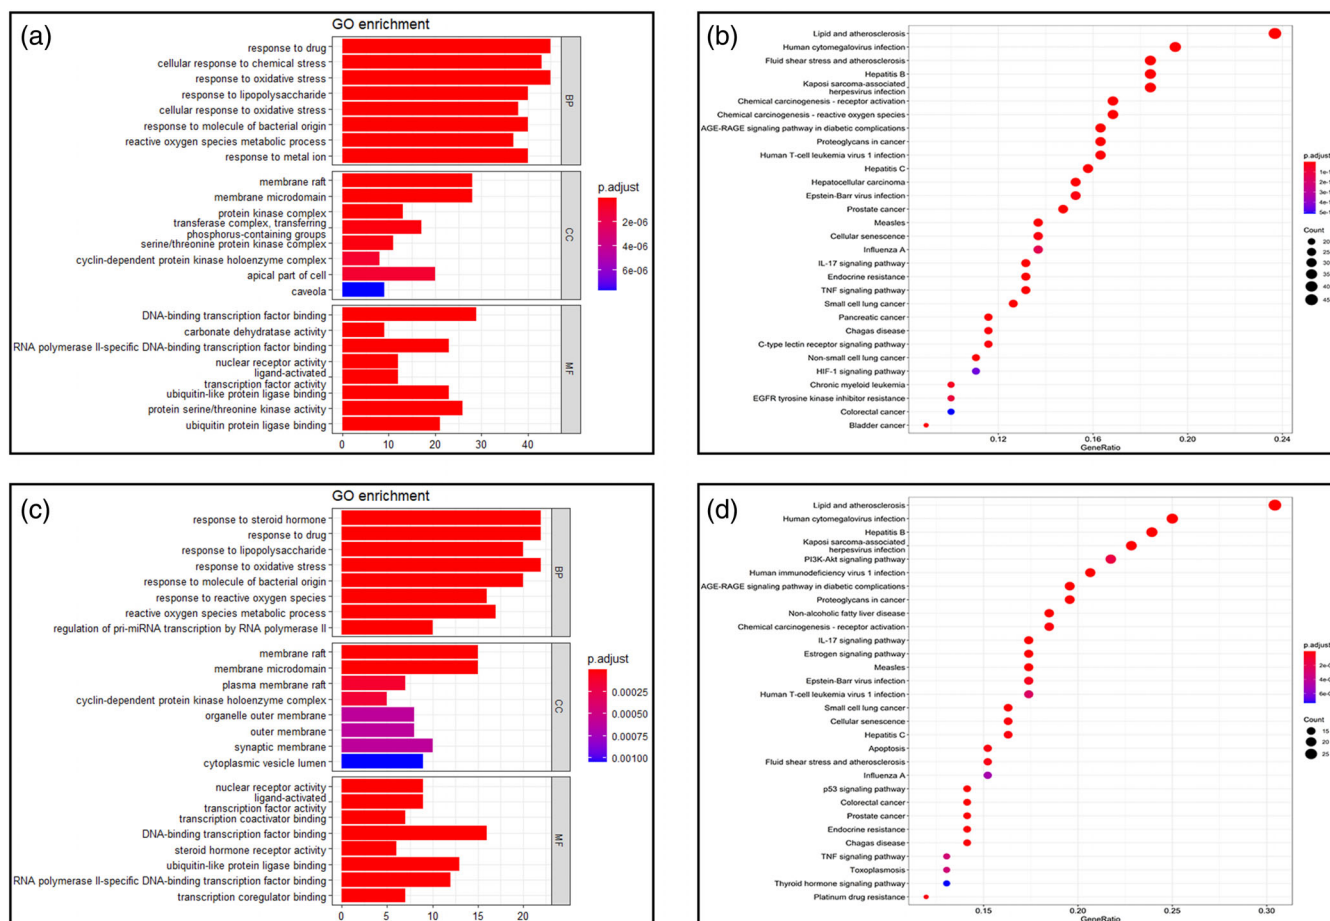 (a)
GO enrichment
response to drug
cellular response to chemical stress
response to oxidative stress
response to lipopolysaccharide
cellular response to oxidative stress
response to molecule of bacterial origin
reactive oxygen species metabolic process
response to metal ion
BP
membrane raft
membrane microdomain
protein kinase complex
transferase complex, transferring
phosphorus-containing groups
serine/threonine protein kinase complex
cyclin-dependent protein kinase holoenzyme complex
apical part of cell
caveola
CC
DNA-binding transcription factor binding
carbonate dehydratase activity
RNA polymerase II-specific DNA-binding transcription factor binding
nuclear receptor activity
ligand-activated
transcription factor activity
ubiquitin-like protein ligase binding
protein serine/threonine kinase activity
ubiquitin protein ligase binding
MF
0 10 20 30 40
p.adjust
2e-06
4e-06
6e-06
(b)
Lipid and atherosclerosis
Human cytomegalovirus infection
Fluid shear stress and atherosclerosis
Hepatitis B
Kaposi sarcoma-associated
herpesvirus infection
Chemical carcinogenesis - receptor activation
Chemical carcinogenesis - reactive oxygen species
AGE-RAGE signaling pathway in diabetic complications
Proteoglycans in cancer
Human T-cell leukemia virus 1 infection
Hepatitis C
Hepatocellular carcinoma
Epstein-Barr virus infection
Prostate cancer
Measles
Cellular senescence
Influenza A
IL-17 signaling pathway
Endocrine resistance
TNF signaling pathway
Small cell lung cancer
Pancreatic cancer
Chagas disease
C-type lectin receptor signaling pathway
Non-small cell lung cancer
HIF-1 signaling pathway
Chronic myeloid leukemia
EGFR tyrosine kinase inhibitor resistance
Colorectal cancer
Bladder cancer
0.12 0.16 0.20 0.24
GeneRatio
p.adjust
1e-
2e-
3e-
4e-
5e-
Count
20
25
30
35
40
45
(c)
GO enrichment
response to steroid hormone
response to drug
response to lipopolysaccharide
response to oxidative stress
response to molecule of bacterial origin
response to reactive oxygen species
reactive oxygen species metabolic process
regulation of pri-miRNA transcription by RNA polymerase II
BP
membrane raft
membrane microdomain
plasma membrane raft
cyclin-dependent protein kinase holoenzyme complex
organelle outer membrane
outer membrane
synaptic membrane
cytoplasmic vesicle lumen
CC
nuclear receptor activity
ligand-activated
transcription factor activity
transcription coactivator binding
DNA-binding transcription factor binding
steroid hormone receptor activity
ubiquitin-like protein ligase binding
RNA polymerase II-specific DNA-binding transcription factor binding
transcription coregulator binding
MF
0 5 10 15 20
p.adjust
0.00025
0.00050
0.00075
0.00100
(d)
Lipid and atherosclerosis
Human cytomegalovirus infection
Hepatitis B
Kaposi sarcoma-associated
herpesvirus infection
PI3K-Akt signaling pathway
Human immunodeficiency virus 1 infection
AGE-RAGE signaling pathway in diabetic complications
Proteoglycans in cancer
Non-alcoholic fatty liver disease
Chemical carcinogenesis - receptor activation
IL-17 signaling pathway
Estrogen signaling pathway
Measles
Epstein-Barr virus infection
Human T-cell leukemia virus 1 infection
Small cell lung cancer
Cellular senescence
Hepatitis C
Apoptosis
Fluid shear stress and atherosclerosis
Influenza A
p53 signaling pathway
Colorectal cancer
Prostate cancer
Endocrine resistance
Chagas disease
TNF signaling pathway
Toxoplasmosis
Thyroid hormone signaling pathway
Platinum drug resistance
0.15 0.20 0.25 0.30
GeneRatio
p.adjust
2e-0
4e-0
6e-0
Count
15
20
25